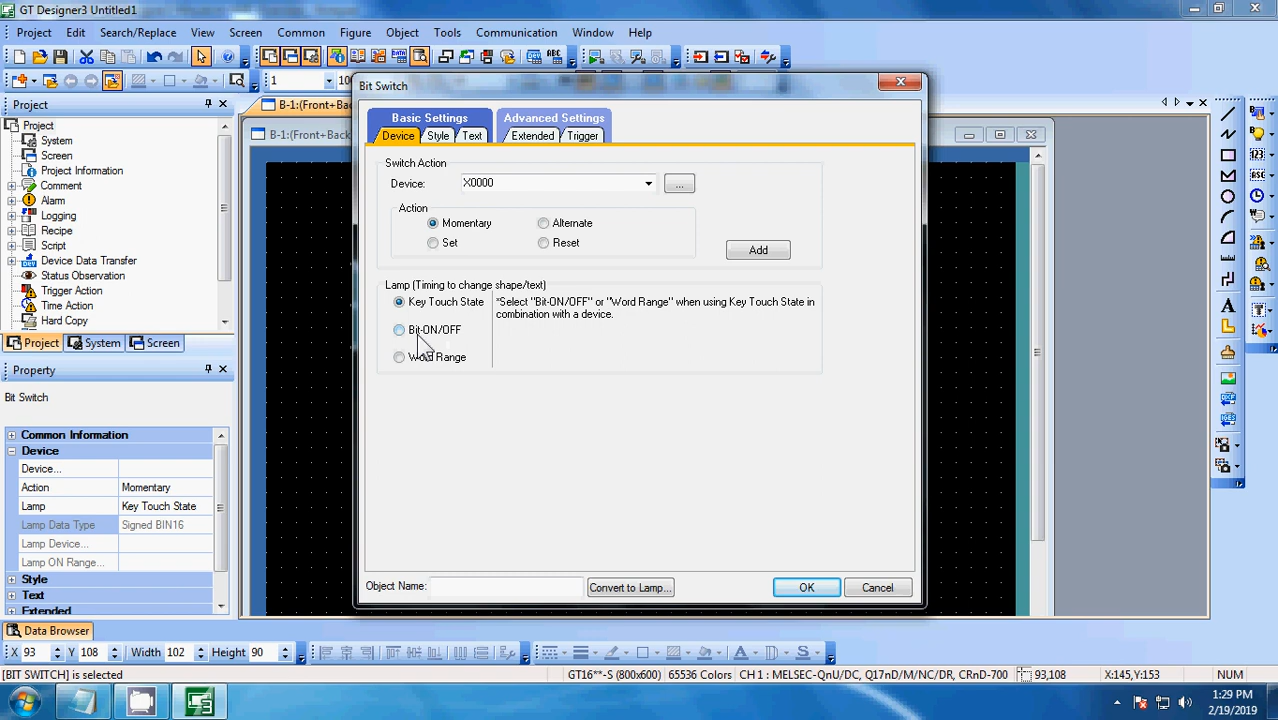 GT Designer3 Untitled1
Project Edit Search/Replace View Screen Common Figure Object Tools Communication Window Help
1
10
Project
B-1:(Front+Back
Project
System
Screen
Project Information
Comment
Alarm
Logging
Recipe
Script
Device Data Transfer
Status Observation
Trigger Action
Time Action
Hard Copy
Project System Screen
Property
Bit Switch
Common Information
Device
Device...
Action Momentary
Lamp Key Touch State
Lamp Data Type Signed BIN16
Lamp Device...
Lamp ON Range...
Style
Text
Extended
Data Browser
B-1:(Front+Back
Bit Switch
Basic Settings Advanced Settings
Device Style Text Extended Trigger
Switch Action
Device: X0000 ...
Action
Momentary Alternate
Set Reset
Add
Lamp (Timing to change shape/text)
Key Touch State
*Select "Bit-ON/OFF" or "Word Range" when using Key Touch State in
combination with a device.
Bit-ON/OFF
Word Range
Object Name: Convert to Lamp... OK Cancel
X 93 Y 108 Width 102 Height 90
[BIT SWITCH] is selected GT16**-S (800x600) 65536 Colors CH 1 : MELSEC-QnU/DC, Q17nD/M/NC/DR, CRnD-700 93,108 X:145,Y:153 NUM
1:29 PM
2/19/2019